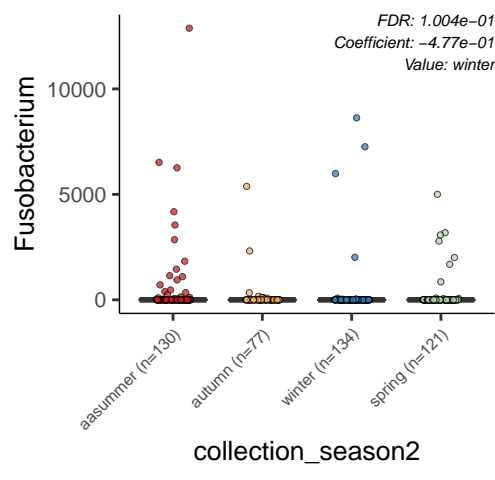 FDR: 1.004e−01
Coefficient: −4.77e−01
Value: winter
Fusobacterium
10000
5000
0
aasummer (n=130)
autumn (n=77)
winter (n=134)
spring (n=121)
collection_season2